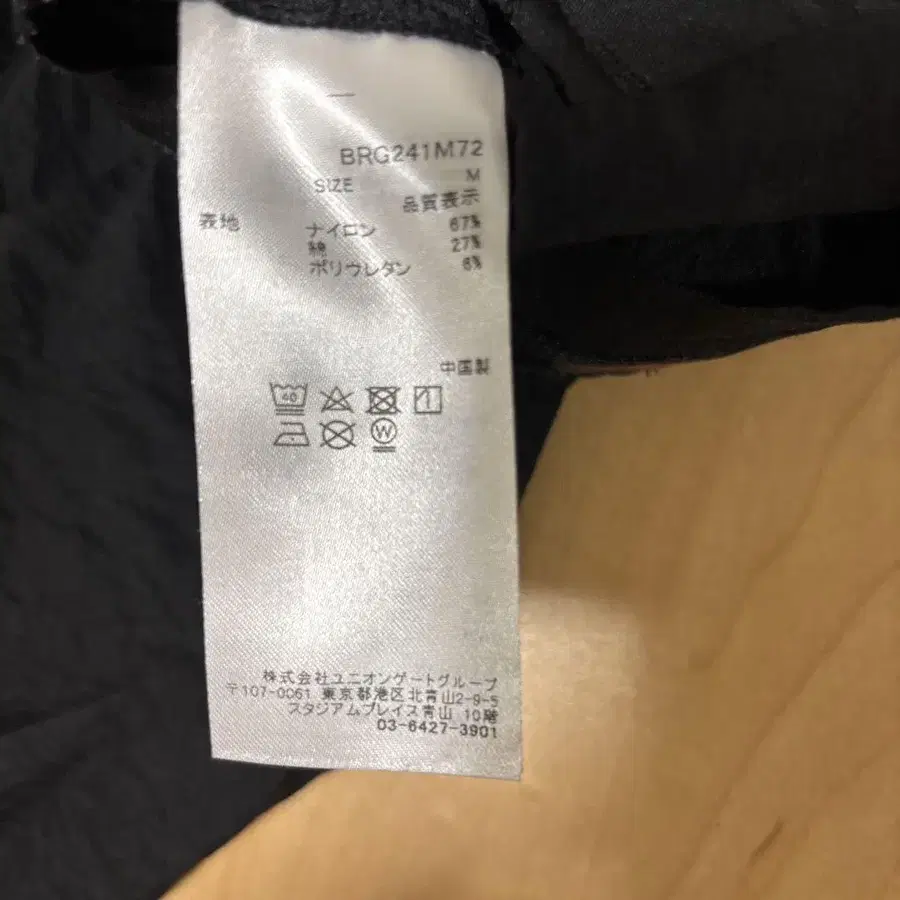 BRG241M72
SIZE M
品質表示
表地 ナイロン 67%
綿 27%
ポリウレタン 6%
中国製
40
W
株式会社ユニオンゲートグループ
〒107-0061 東京都港区北青山2-9-5
スタジアムプレイス青山 10階
03-6427-3901